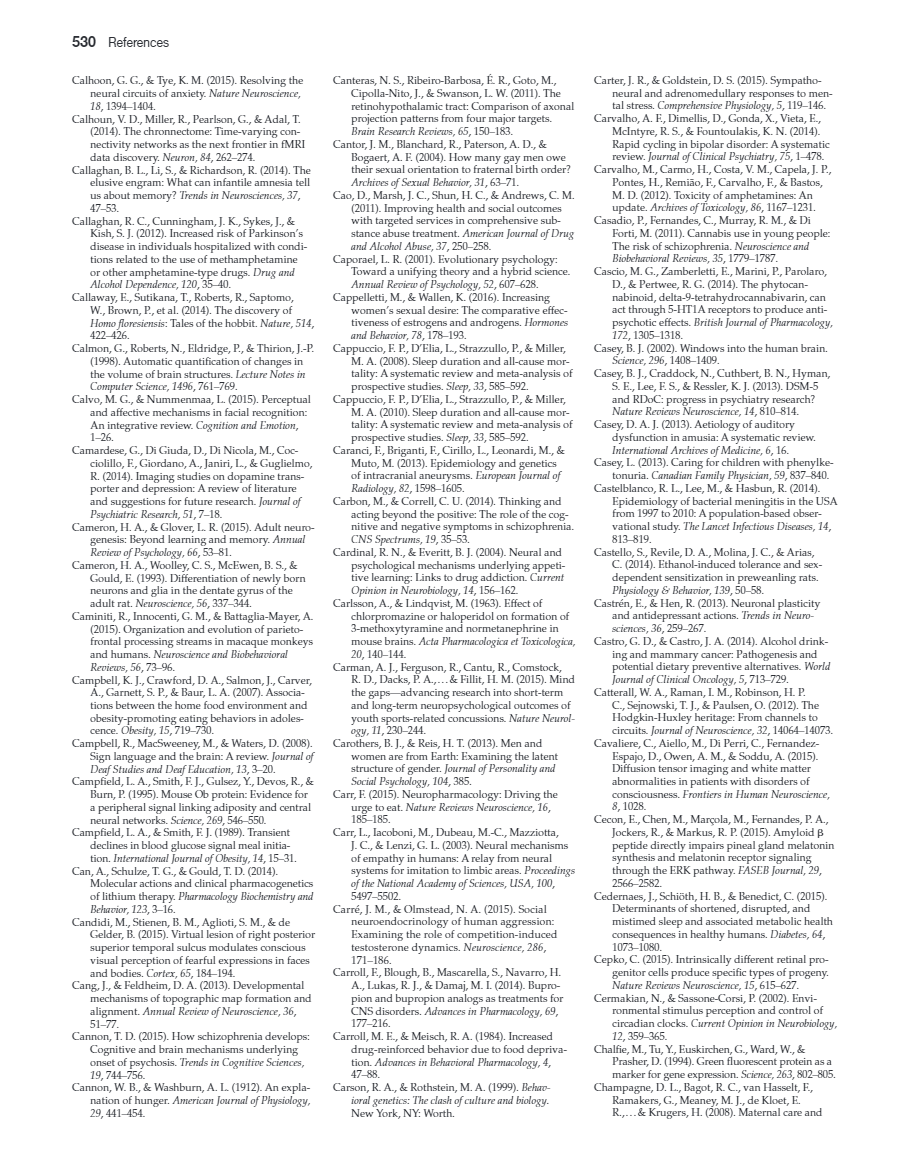 530 References
Calhoon, G. G., & Tye, K. M. (2015). Resolving the
neural circuits of anxiety. Nature Neuroscience,
18, 1394–1404.
Calhoun, V. D., Miller, R., Pearlson, G., & Adal, T.
(2014). The chronnectome: Time-varying con-
nectivity networks as the next frontier in fMRI
data discovery. Neuron, 84, 262–274.
Callaghan, B. L., Li, S., & Richardson, R. (2014). The
elusive engram: What can infantile amnesia tell
us about memory? Trends in Neurosciences, 37,
47–53.
Callaghan, R. C., Cunningham, J. K., Sykes, J., &
Kish, S. J. (2012). Increased risk of Parkinson’s
disease in individuals hospitalized with condi-
tions related to the use of methamphetamine
or other amphetamine-type drugs. Drug and
Alcohol Dependence, 120, 35–40.
Callaway, E., Sutikana, T., Roberts, R., Saptomo,
W., Brown, P., et al. (2014). The discovery of
Homo floresiensis: Tales of the hobbit. Nature, 514,
422–426.
Calmon, G., Roberts, N., Eldridge, P., & Thirion, J.-P.
(1998). Automatic quantification of changes in
the volume of brain structures. Lecture Notes in
Computer Science, 1496, 761–769.
Calvo, M. G., & Nummenmaa, L. (2015). Perceptual
and affective mechanisms in facial recognition:
An integrative review. Cognition and Emotion,
1–26.
Camardese, G., Di Giuda, D., Di Nicola, M., Coc-
ciolillo, F., Giordano, A., Janiri, L., & Guglielmo,
R. (2014). Imaging studies on dopamine trans-
porter and depression: A review of literature
and suggestions for future research. Journal of
Psychiatric Research, 51, 7–18.
Cameron, H. A., & Glover, L. R. (2015). Adult neuro-
genesis: Beyond learning and memory. Annual
Review of Psychology, 66, 53–81.
Cameron, H. A., Woolley, C. S., McEwen, B. S., &
Gould, E. (1993). Differentiation of newly born
neurons and glia in the dentate gyrus of the
adult rat. Neuroscience, 56, 337–344.
Caminiti, R., Innocenti, G. M., & Battaglia-Mayer, A.
(2015). Organization and evolution of parieto-
frontal processing streams in macaque monkeys
and humans. Neuroscience and Biobehavioral
Reviews, 56, 73–96.
Campbell, K. J., Crawford, D. A., Salmon, J., Carver,
A., Garnett, S. P., & Baur, L. A. (2007). Associa-
tions between the home food environment and
obesity-promoting eating behaviors in adoles-
cence. Obesity, 15, 719–730.
Campbell, R., MacSweeney, M., & Waters, D. (2008).
Sign language and the brain: A review. Journal of
Deaf Studies and Deaf Education, 13, 3–20.
Campfield, L. A., Smith, F. J., Gulsez, Y., Devos, R., &
Burn, P. (1995). Mouse Ob protein: Evidence for
a peripheral signal linking adiposity and central
neural networks. Science, 269, 546–550.
Campfield, L. A., & Smith, F. J. (1989). Transient
declines in blood glucose signal meal initia-
tion. International Journal of Obesity, 14, 15–31.
Can, A., Schulze, T. G., & Gould, T. D. (2014).
Molecular actions and clinical pharmacogenetics
of lithium therapy. Pharmacology Biochemistry and
Behavior, 123, 3–16.
Candidi, M., Stienen, B. M., Aglioti, S. M., & de
Gelder, B. (2015). Virtual lesion of right posterior
superior temporal sulcus modulates conscious
visual perception of fearful expressions in faces
and bodies. Cortex, 65, 184–194.
Cang, J., & Feldheim, D. A. (2013). Developmental
mechanisms of topographic map formation and
alignment. Annual Review of Neuroscience, 36,
51–77.
Cannon, T. D. (2015). How schizophrenia develops:
Cognitive and brain mechanisms underlying
onset of psychosis. Trends in Cognitive Sciences,
19, 744–756.
Cannon, W. B., & Washburn, A. L. (1912). An expla-
nation of hunger. American Journal of Physiology,
29, 441–454.
Canteras, N. S., Ribeiro-Barbosa, É. R., Goto, M.,
Cipolla-Nito, J., & Swanson, L. W. (2011). The
retinohypothalamic tract: Comparison of axonal
projection patterns from four major targets.
Brain Research Reviews, 65, 150–183.
Cantor, J. M., Blanchard, R., Paterson, A. D., &
Bogaert, A. F. (2004). How many gay men owe
their sexual orientation to fraternal birth order?
Archives of Sexual Behavior, 31, 63–71.
Cao, D., Marsh, J. C., Shun, H. C., & Andrews, C. M.
(2011). Improving health and social outcomes
with targeted services in comprehensive sub-
stance abuse treatment. American Journal of Drug
and Alcohol Abuse, 37, 250–258.
Caporael, L. R. (2001). Evolutionary psychology:
Toward a unifying theory and a hybrid science.
Annual Review of Psychology, 52, 607–628.
Cappelletti, M., & Wallen, K. (2016). Increasing
women’s sexual desire: The comparative effec-
tiveness of estrogens and androgens. Hormones
and Behavior, 78, 178–193.
Cappuccio, F. P., D’Elia, L., Strazzullo, P., & Miller,
M. A. (2008). Sleep duration and all-cause mor-
tality: A systematic review and meta-analysis of
prospective studies. Sleep, 33, 585–592.
Cappuccio, F. P., D’Elia, L., Strazzullo, P., & Miller,
M. A. (2010). Sleep duration and all-cause mor-
tality: A systematic review and meta-analysis of
prospective studies. Sleep, 33, 585–592.
Caranci, F., Briganti, F., Cirillo, L., Leonardi, M., &
Muto, M. (2013). Epidemiology and genetics
of intracranial aneurysms. European Journal of
Radiology, 82, 1598–1605.
Carbon, M., & Correll, C. U. (2014). Thinking and
acting beyond the positive: The role of the cog-
nitive and negative symptoms in schizophrenia.
CNS Spectrums, 19, 35–53.
Cardinal, R. N., & Everitt, B. J. (2004). Neural and
psychological mechanisms underlying appeti-
tive learning: Links to drug addiction. Current
Opinion in Neurobiology, 14, 156–162.
Carlsson, A., & Lindqvist, M. (1963). Effect of
chlorpromazine or haloperidol on formation of
3-methoxytyramine and normetanephrine in
mouse brains. Acta Pharmacologica et Toxicologica,
20, 140–144.
Carman, A. J., Ferguson, R., Cantu, R., Comstock,
R. D., Dacks, P. A.,… & Fillit, H. M. (2015). Mind
the gaps—advancing research into short-term
and long-term neuropsychological outcomes of
youth sports-related concussions. Nature Neurol-
ogy, 11, 230–244.
Carothers, B. J., & Reis, H. T. (2013). Men and
women are from Earth: Examining the latent
structure of gender. Journal of Personality and
Social Psychology, 104, 385.
Carr, F. (2015). Neuropharmacology: Driving the
urge to eat. Nature Reviews Neuroscience, 16,
185–185.
Carr, L., Iacoboni, M., Dubeau, M.-C., Mazziotta,
J. C., & Lenzi, G. L. (2003). Neural mechanisms
of empathy in humans: A relay from neural
systems for imitation to limbic areas. Proceedings
of the National Academy of Sciences, USA, 100,
5497–5502.
Carré, J. M., & Olmstead, N. A. (2015). Social
neuroendocrinology of human aggression:
Examining the role of competition-induced
testosterone dynamics. Neuroscience, 286,
171–186.
Carroll, F., Blough, B., Mascarella, S., Navarro, H.
A., Lukas, R. J., & Damaj, M. I. (2014). Bupro-
pion and bupropion analogs as treatments for
CNS disorders. Advances in Pharmacology, 69,
177–216.
Carroll, M. E., & Meisch, R. A. (1984). Increased
drug-reinforced behavior due to food depriva-
tion. Advances in Behavioral Pharmacology, 4,
47–88.
Carson, R. A., & Rothstein, M. A. (1999). Behav-
ioral genetics: The clash of culture and biology.
New York, NY: Worth.
Carter, J. R., & Goldstein, D. S. (2015). Sympatho-
neural and adrenomedullary responses to men-
tal stress. Comprehensive Physiology, 5, 119–146.
Carvalho, A. F., Dimellis, D., Gonda, X., Vieta, E.,
McIntyre, R. S., & Fountoulakis, K. N. (2014).
Rapid cycling in bipolar disorder: A systematic
review. Journal of Clinical Psychiatry, 75, 1–478.
Carvalho, M., Carmo, H., Costa, V. M., Capela, J. P.,
Pontes, H., Remião, F., Carvalho, F., & Bastos,
M. D. (2012). Toxicity of amphetamines: An
update. Archives of Toxicology, 86, 1167–1231.
Casadio, P., Fernandes, C., Murray, R. M., & Di
Forti, M. (2011). Cannabis use in young people:
The risk of schizophrenia. Neuroscience and
Biobehavioral Reviews, 35, 1779–1787.
Cascio, M. G., Zamberletti, E., Marini, P., Parolaro,
D., & Pertwee, R. G. (2014). The phytocan-
nabinoid, delta-9-tetrahydrocannabivarin, can
act through 5-HT1A receptors to produce anti-
psychotic effects. British Journal of Pharmacology,
172, 1305–1318.
Casey, B. J. (2002). Windows into the human brain.
Science, 296, 1408–1409.
Casey, B. J., Craddock, N., Cuthbert, B. N., Hyman,
S. E., Lee, F. S., & Ressler, K. J. (2013). DSM-5
and RDoC: progress in psychiatry research?
Nature Reviews Neuroscience, 14, 810–814.
Casey, D. A. J. (2013). Aetiology of auditory
dysfunction in amusia: A systematic review.
International Archives of Medicine, 6, 16.
Casey, L. (2013). Caring for children with phenylke-
tonuria. Canadian Family Physician, 59, 837–840.
Castelblanco, R. L., Lee, M., & Hasbun, R. (2014).
Epidemiology of bacterial meningitis in the USA
from 1997 to 2010: A population-based obser-
vational study. The Lancet Infectious Diseases, 14,
813–819.
Castello, S., Revile, D. A., Molina, J. C., & Arias,
C. (2014). Ethanol-induced tolerance and sex-
dependent sensitization in preweanling rats.
Physiology & Behavior, 139, 50–58.
Castrén, E., & Hen, R. (2013). Neuronal plasticity
and antidepressant actions. Trends in Neuro-
sciences, 36, 259–267.
Castro, G. D., & Castro, J. A. (2014). Alcohol drink-
ing and mammary cancer: Pathogenesis and
potential dietary preventive alternatives. World
Journal of Clinical Oncology, 5, 713–729.
Catterall, W. A., Raman, I. M., Robinson, H. P.
C., Sejnowski, T. J., & Paulsen, O. (2012). The
Hodgkin-Huxley heritage: From channels to
circuits. Journal of Neuroscience, 32, 14064–14073.
Cavaliere, C., Aiello, M., Di Perri, C., Fernandez-
Espajo, D., Owen, A. M., & Soddu, A. (2015).
Diffusion tensor imaging and white matter
abnormalities in patients with disorders of
consciousness. Frontiers in Human Neuroscience,
8, 1028.
Cecon, E., Chen, M., Marçola, M., Fernandes, P. A.,
Jockers, R., & Markus, R. P. (2015). Amyloid β
peptide directly impairs pineal gland melatonin
synthesis and melatonin receptor signaling
through the ERK pathway. FASEB Journal, 29,
2566–2582.
Cedernaes, J., Schiöth, H. B., & Benedict, C. (2015).
Determinants of shortened, disrupted, and
mistimed sleep and associated metabolic health
consequences in healthy humans. Diabetes, 64,
1073–1080.
Cepko, C. (2015). Intrinsically different retinal pro-
genitor cells produce specific types of progeny.
Nature Reviews Neuroscience, 15, 615–627.
Cermakian, N., & Sassone-Corsi, P. (2002). Envi-
ronmental stimulus perception and control of
circadian clocks. Current Opinion in Neurobiology,
12, 359–365.
Chalfie, M., Tu, Y., Euskirchen, G., Ward, W., &
Prasher, D. (1994). Green fluorescent protein as a
marker for gene expression. Science, 263, 802–805.
Champagne, D. L., Bagot, R. C., van Hasselt, F.,
Ramakers, G., Meaney, M. J., de Kloet, E.
R.,… & Krugers, H. (2008). Maternal care and